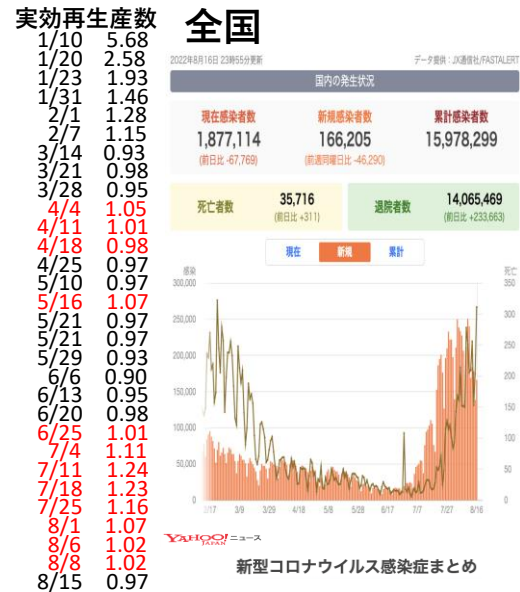 実効再生産数
1/10 5.68
1/20 2.58
1/23 1.93
1/31 1.46
2/1 1.28
2/7 1.15
3/14 0.93
3/21 0.98
3/28 0.95
4/4 1.05
4/11 1.01
4/18 0.98
4/25 0.97
5/10 0.97
5/16 1.07
5/21 0.97
5/21 0.97
5/29 0.93
6/6 0.90
6/13 0.95
6/20 0.98
6/25 1.01
7/4 1.11
7/11 1.24
7/18 1.23
7/25 1.16
8/1 1.07
8/6 1.02
8/8 1.02
8/15 0.97
全国
2022年8月16日 23時55分更新 データ提供：JX通信社/FASTALERT
国内の発生状況
現在感染者数 新規感染者数 累計感染者数
1,877,114 166,205 15,978,299
(前日比 -67,769) (前週同曜日比 -46,290)
死亡者数 35,716 退院者数 14,065,469
(前日比 +311) (前日比 +233,663)
現在 新規 累計
感染 死亡
300,000 350
250,000 300
200,000 250
150,000 200
100,000 150
50,000 100
0 50
0
2/17 3/9 3/29 4/18 5/8 5/28 6/17 7/7 7/27 8/16
YAHOO! JAPAN ニュース
新型コロナウイルス感染症まとめ